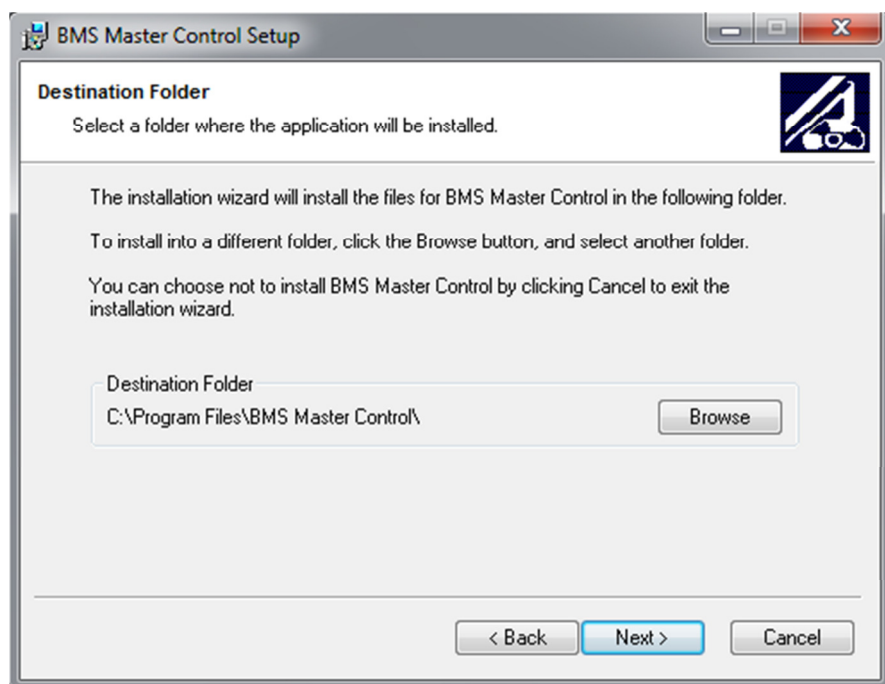 BMS Master Control Setup
Destination Folder
Select a folder where the application will be installed.
The installation wizard will install the files for BMS Master Control in the following folder.
To install into a different folder, click the Browse button, and select another folder.
You can choose not to install BMS Master Control by clicking Cancel to exit the
installation wizard.
Destination Folder
C:\Program Files\BMS Master Control\
Browse
< Back
Next >
Cancel